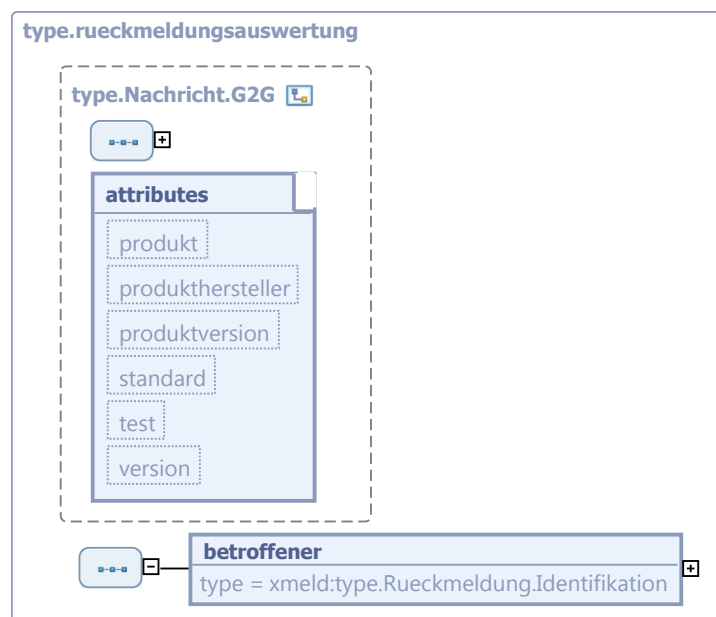 type.rueckmeldungsauswertung
type.Nachricht.G2G
attributes
produkt
produkthersteller
produktversion
standard
test
version
betroffener
type = xmeld:type.Rueckmeldung.Identifikation